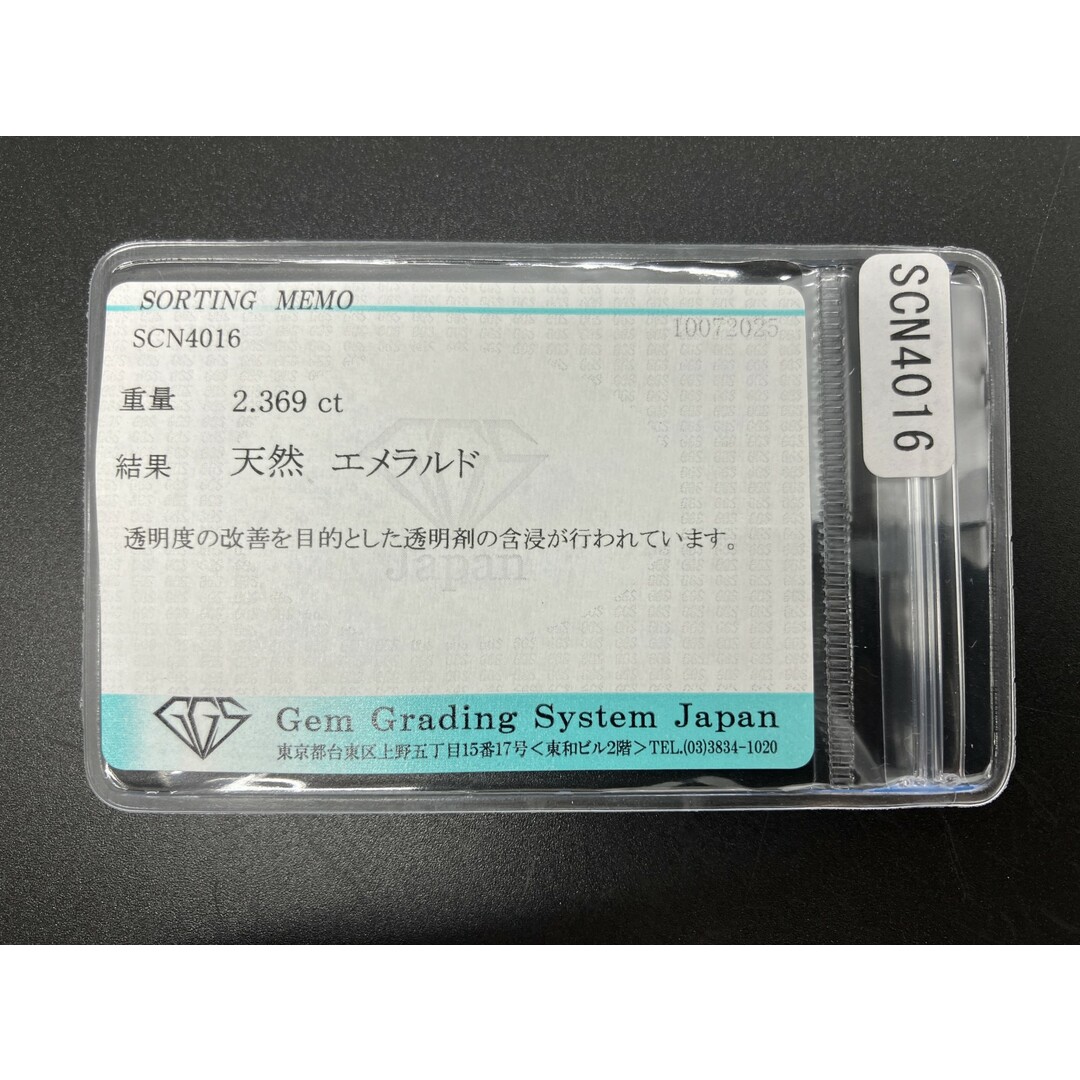 SORTING MEMO
SCN4016 10072025
重量 2.369 ct
結果 天然 エメラルド
透明度の改善を目的とした透明剤の含浸が行われています。
Japan
GGS Gem Grading System Japan
東京都台東区上野五丁目15番17号＜東和ビル2階＞TEL.(03)3834-1020
SCN4016